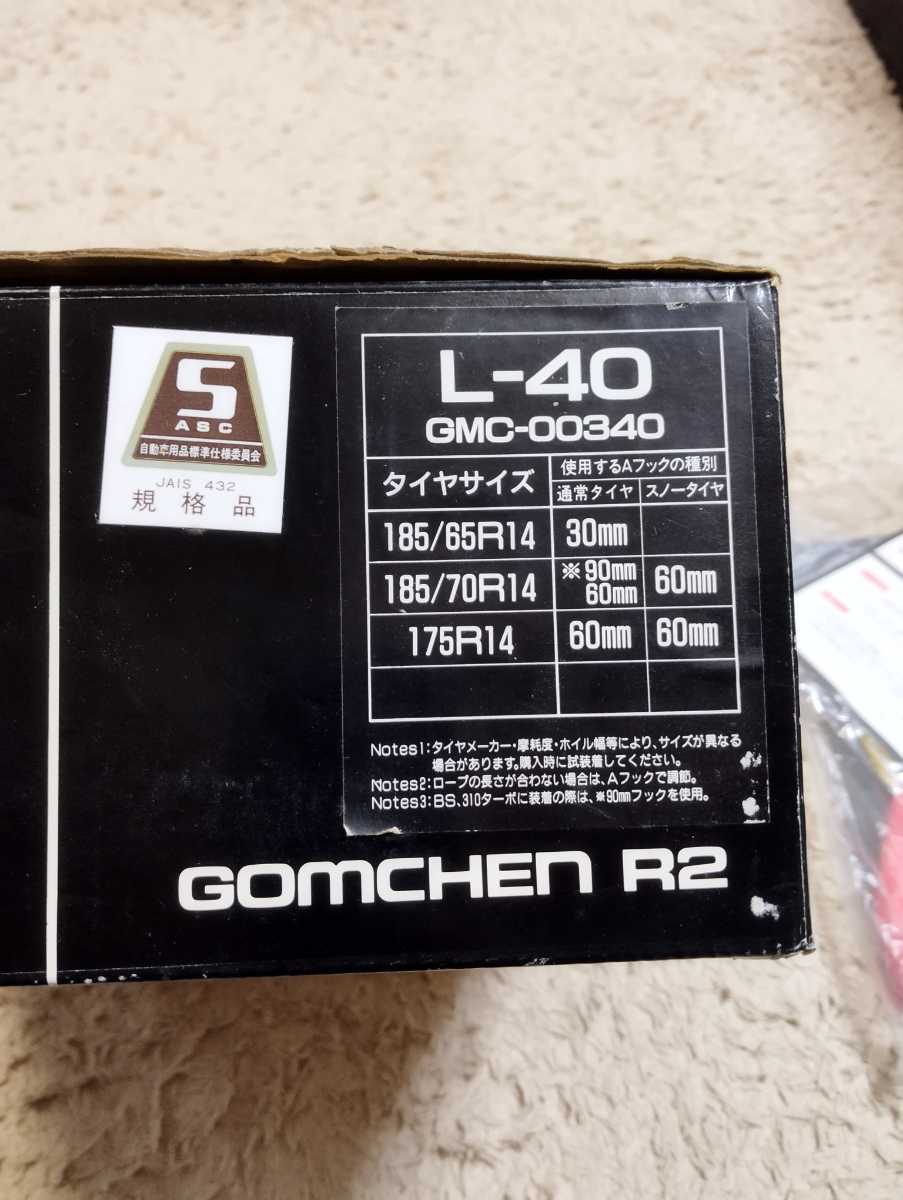 S
ASC
自動車用品標準仕様委員会
JAIS 432
規格品
L-40
GMC-00340
タイヤサイズ 使用するAフックの種別
通常タイヤ スノータイヤ
185/65R14 30mm
185/70R14 ※90mm 60mm 60mm
175R14 60mm 60mm
Notes1:タイヤメーカー・摩耗度・ホイル幅等により、サイズが異なる
場合があります。購入時に試装着してください。
Notes2:ロープの長さが合わない場合は、Aフックで調節。
Notes3:BS、310ターボに装着の際は、※90mmフックを使用。
GOMCHEN R2